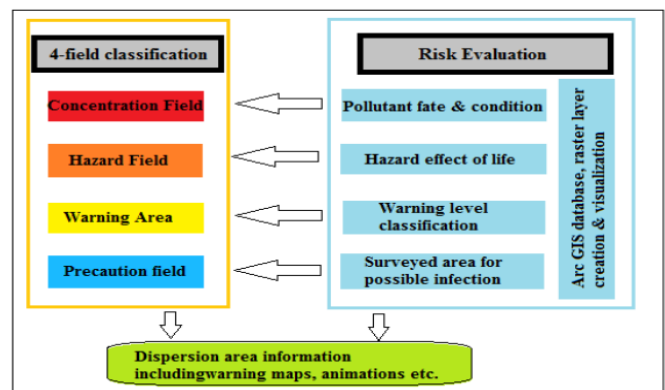 4-field classification
Concentration Field
Hazard Field
Warning Area
Precaution field
Risk Evaluation
Pollutant fate & condition
Hazard effect of life
Warning level
classification
Surveyed area for
possible infection
Arc GIS database, raster layer
creation & visualization
Dispersion area information
includingwarning maps, animations etc.